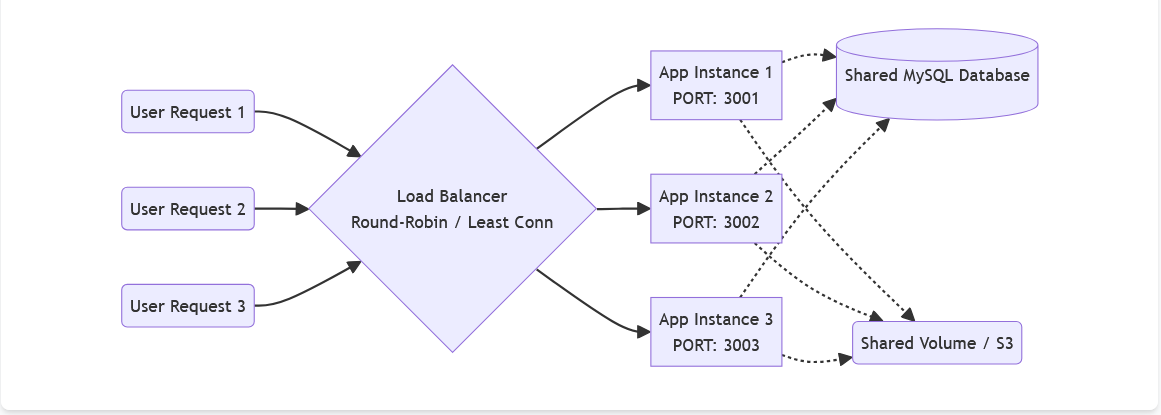 User Request 1
User Request 2
User Request 3
Load Balancer
Round-Robin / Least Conn
App Instance 1
PORT: 3001
App Instance 2
PORT: 3002
App Instance 3
PORT: 3003
Shared MySQL Database
Shared Volume / S3